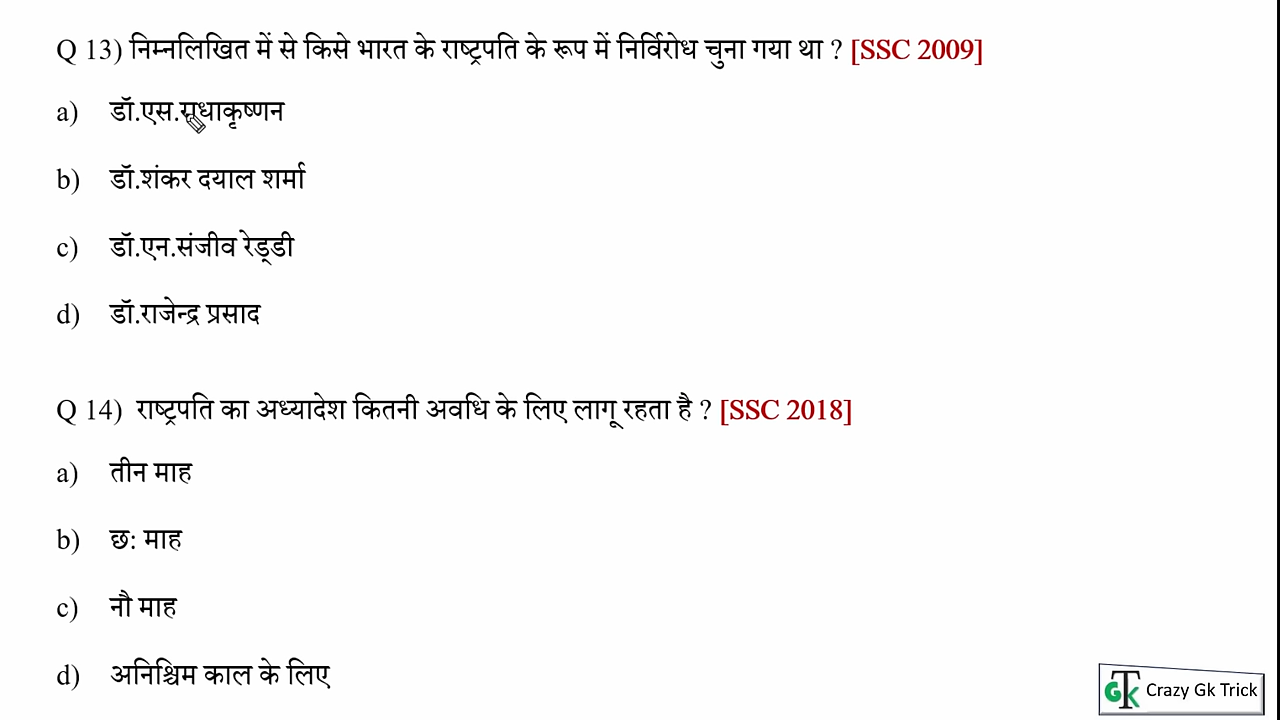 Q 13) निम्नलिखित में से किसे भारत के राष्ट्रपति के रूप में निर्विरोध चुना गया था ? [SSC 2009]
a) डॉ.एस.राधाकृष्णन
b) डॉ.शंकर दयाल शर्मा
c) डॉ.एन.संजीव रेड्डी
d) डॉ.राजेन्द्र प्रसाद
Q 14) राष्ट्रपति का अध्यादेश कितनी अवधि के लिए लागू रहता है ? [SSC 2018]
a) तीन माह
b) छ: माह
c) नौ माह
d) अनिश्चिम काल के लिए
GTK Crazy Gk Trick